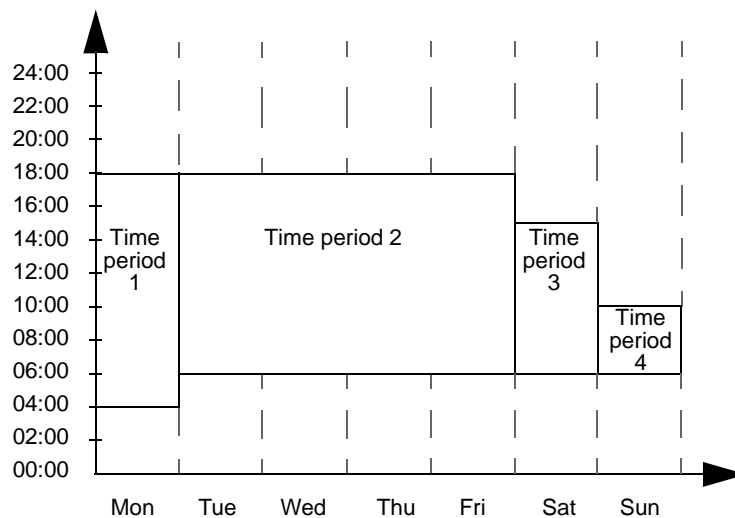 24:00
22:00
20:00
18:00
16:00
14:00
12:00
10:00
08:00
06:00
04:00
02:00
00:00
Time
period
1
Time period 2
Time
period
3
Time
period
4
Mon Tue Wed Thu Fri Sat Sun